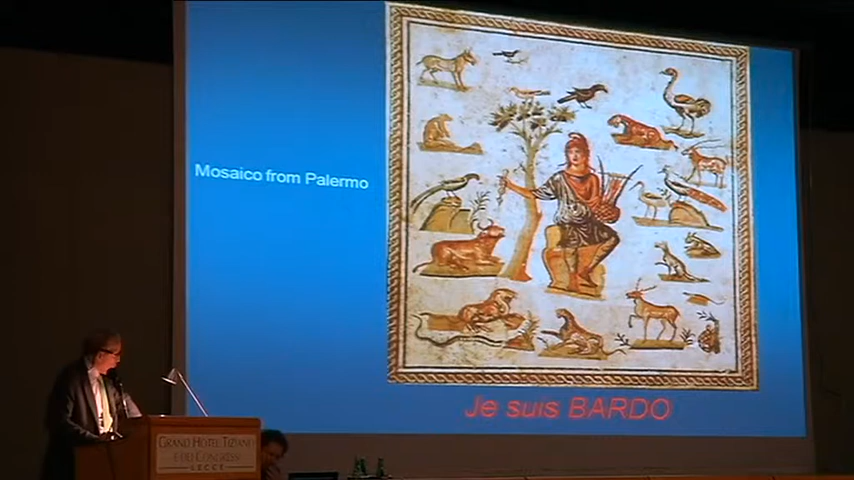 Mosaico from Palermo
Je suis BARDO
GRAND HOTEL TIZIANO
E DEI CONGRESSI
LECCE